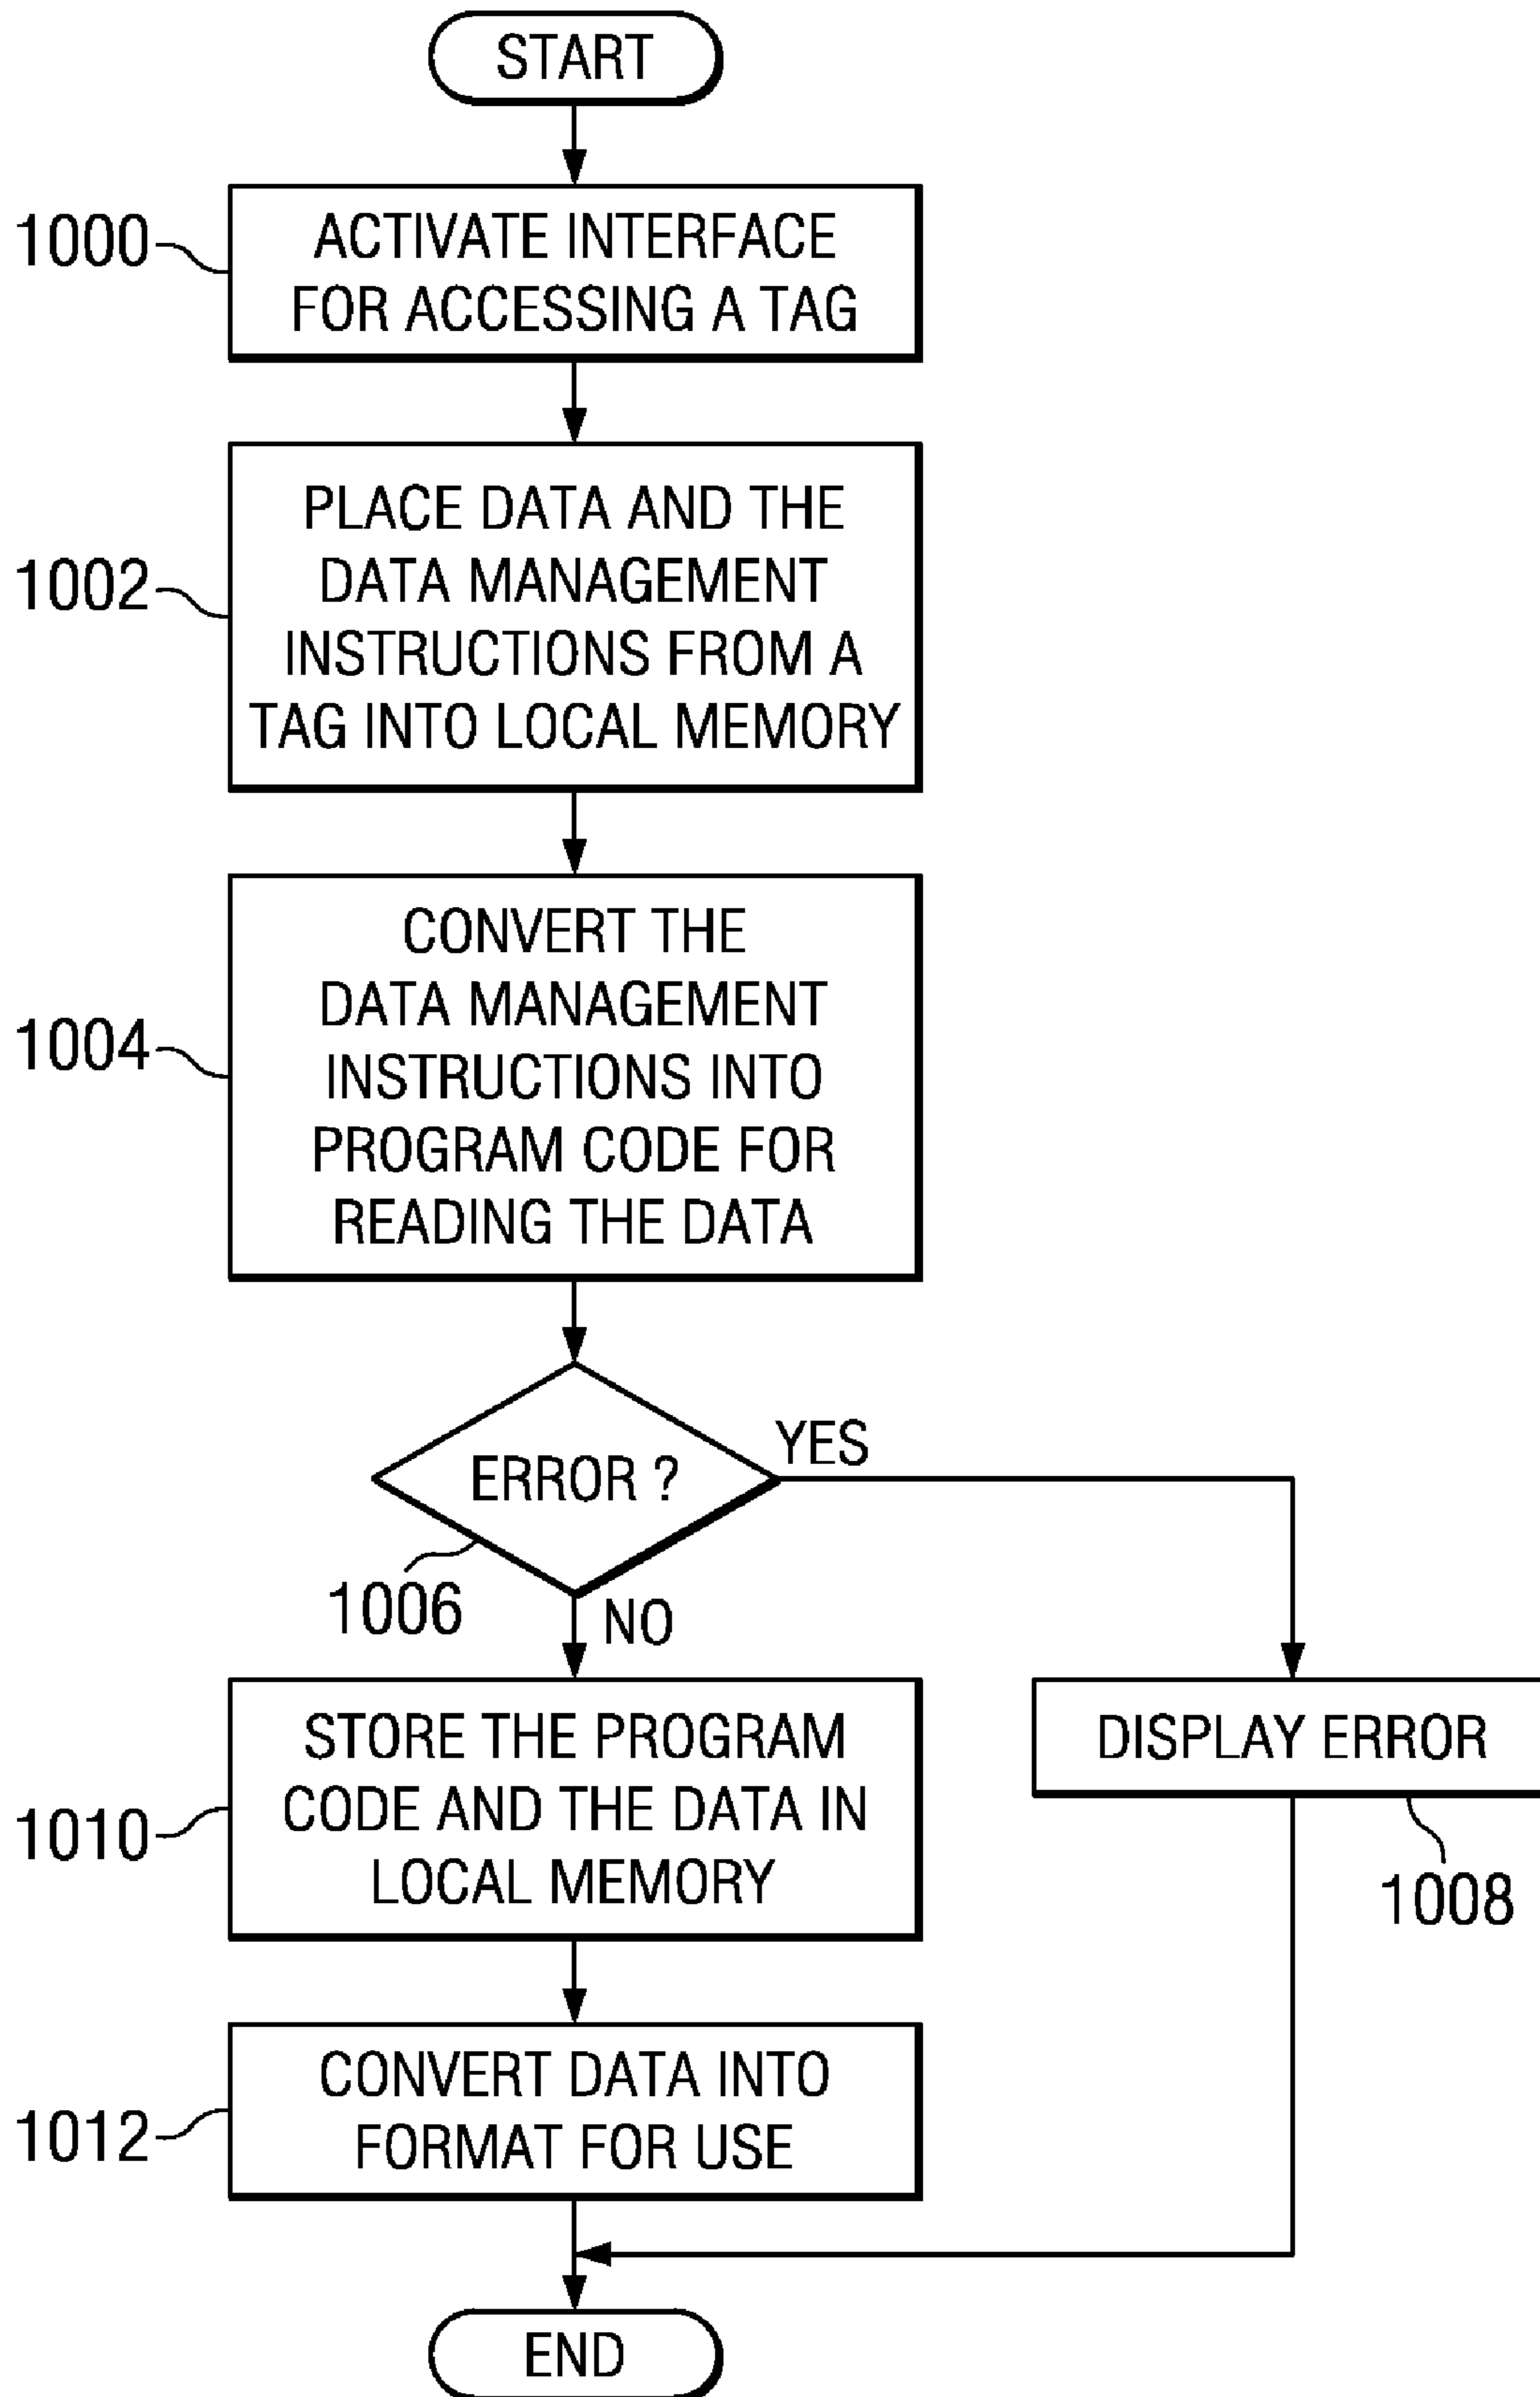 START
1000
ACTIVATE INTERFACE
FOR ACCESSING A TAG
1002
PLACE DATA AND THE
DATA MANAGEMENT
INSTRUCTIONS FROM A
TAG INTO LOCAL MEMORY
1004
CONVERT THE
DATA MANAGEMENT
INSTRUCTIONS INTO
PROGRAM CODE FOR
READING THE DATA
ERROR ?
YES
1006
NO
1010
STORE THE PROGRAM
CODE AND THE DATA IN
LOCAL MEMORY
DISPLAY ERROR
1008
1012
CONVERT DATA INTO
FORMAT FOR USE
END